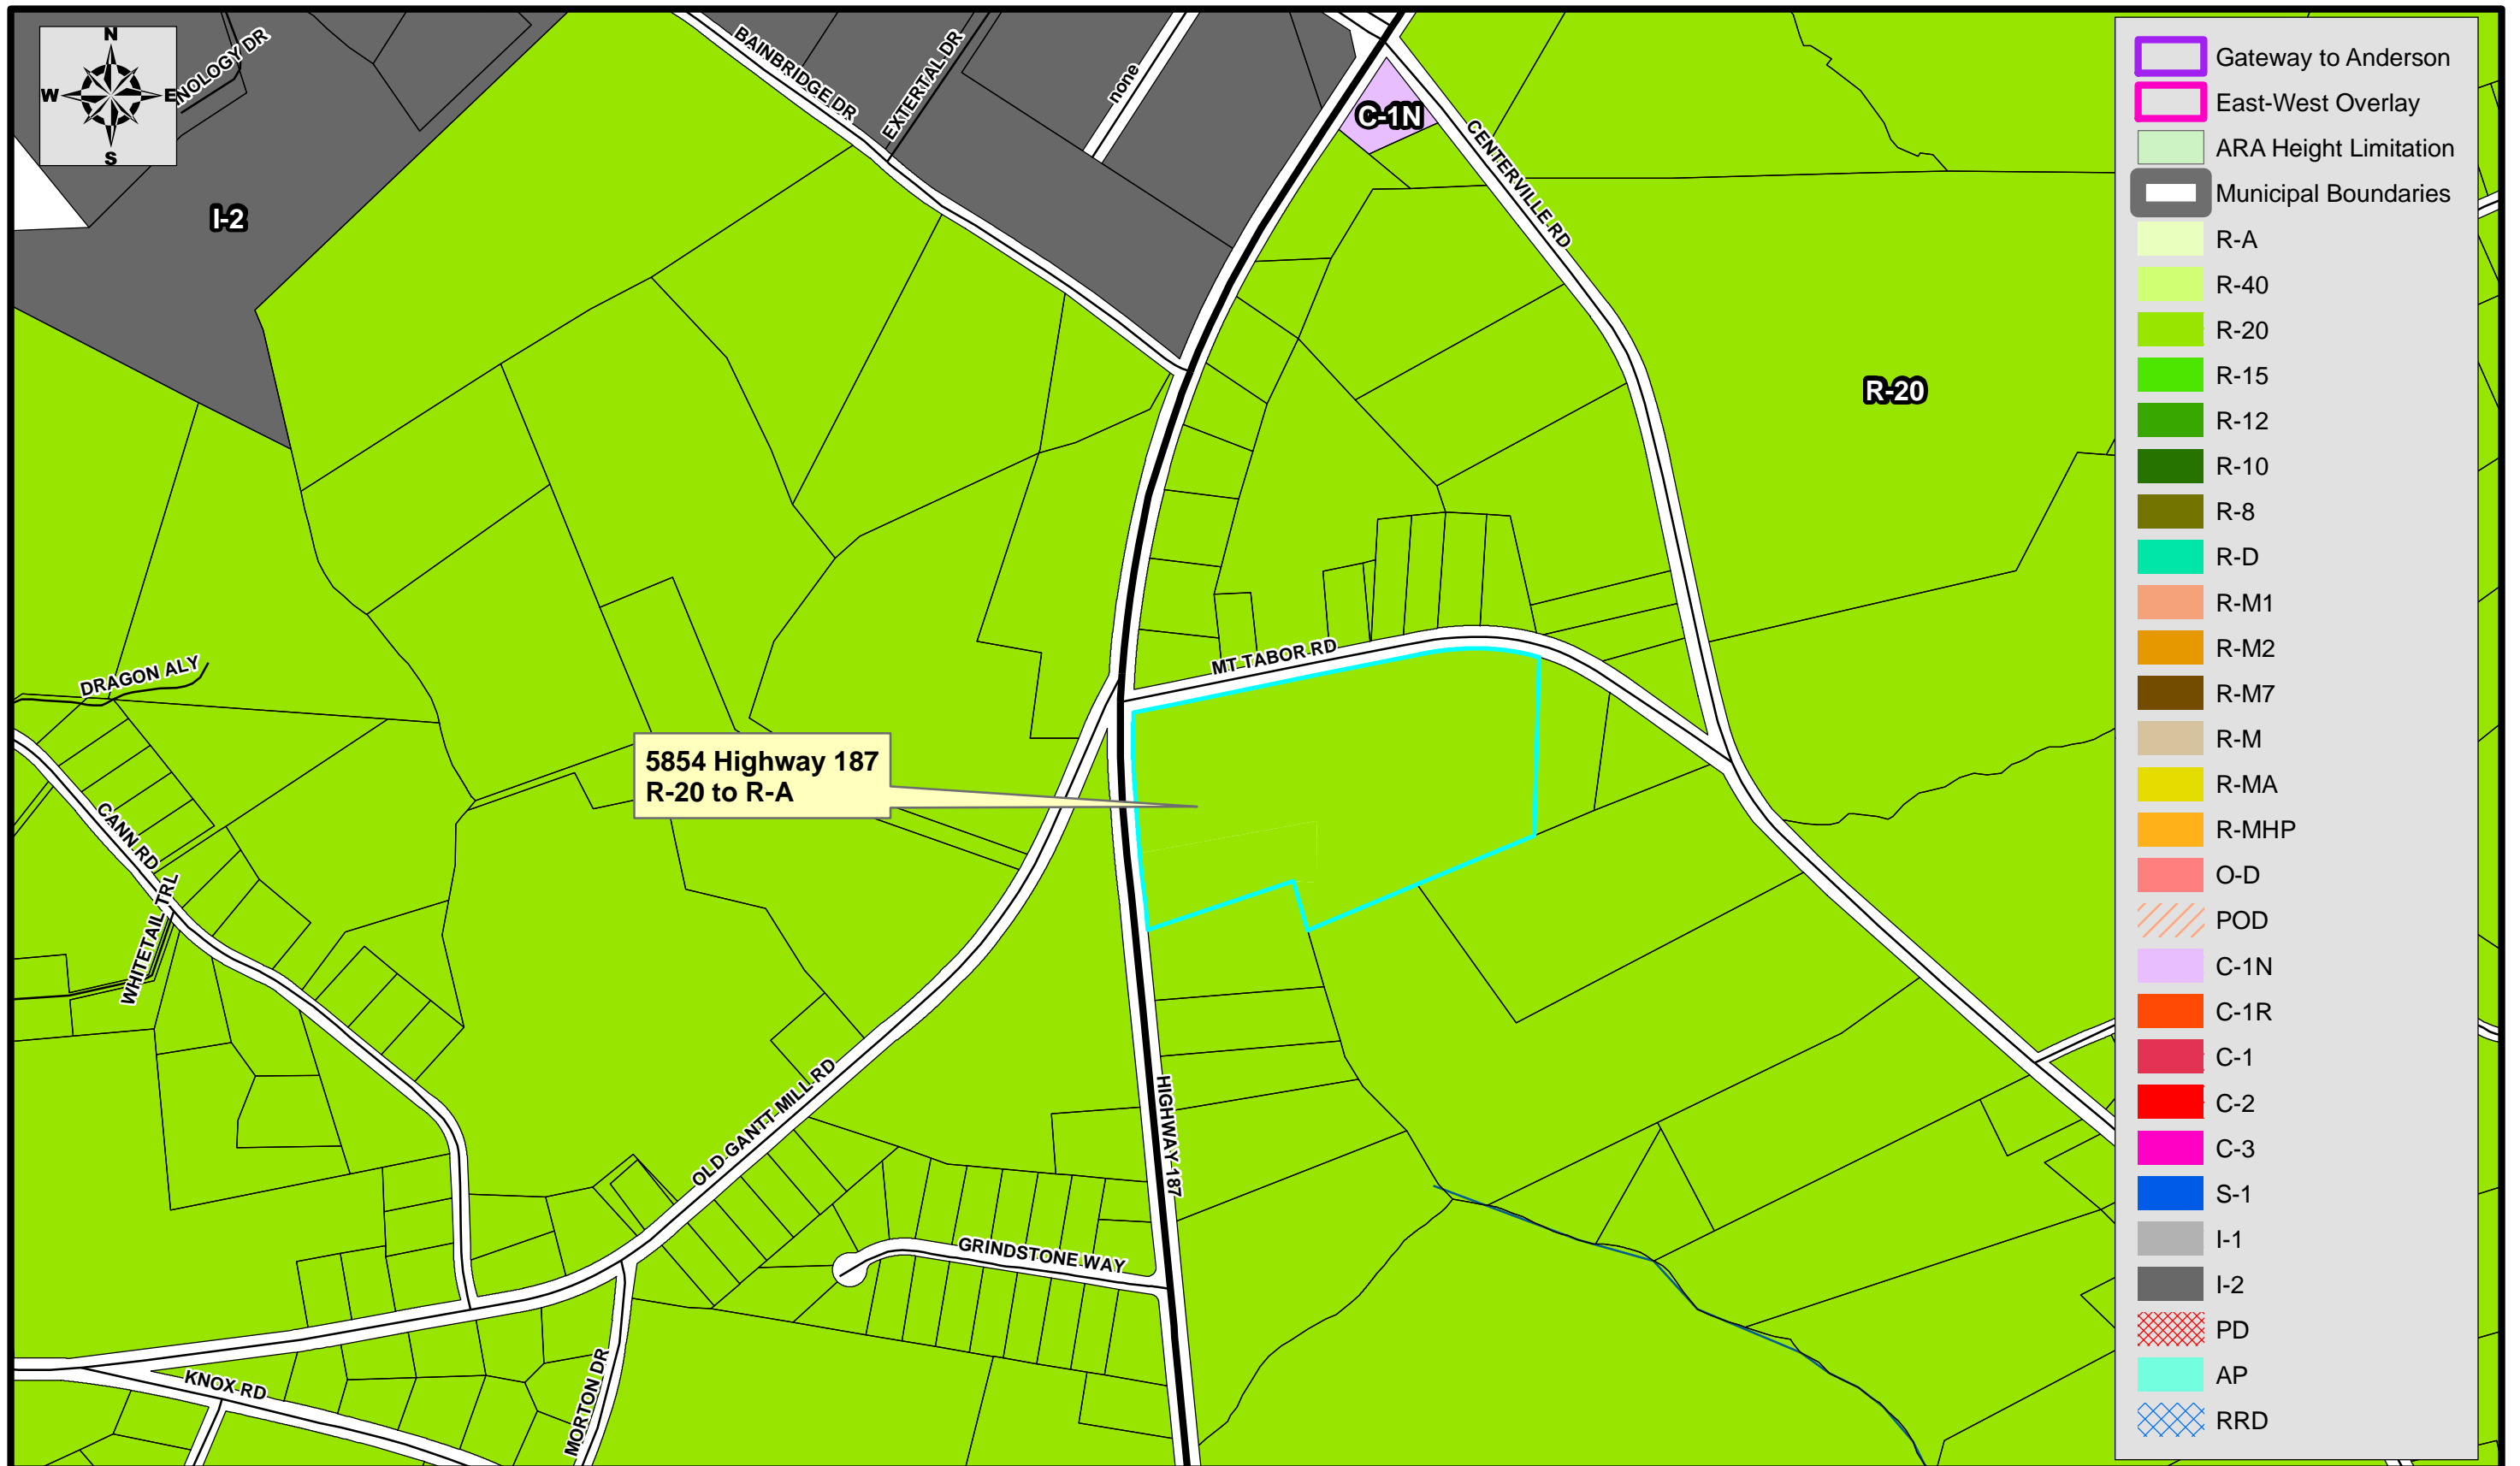 N
W E
S
NOLOGY DR
BAINBRIDGE DR
EXTERTAL DR
none
C-1N
CENTERVILLE RD
I-2
R-20
MT TABOR RD
DRAGON ALY
5854 Highway 187
R-20 to R-A
CANN RD
WHITETAIL TRL
OLD GANTT MILL RD
HIGHWAY 187
GRINDSTONE WAY
MORTON DR
KNOX RD
Gateway to Anderson
East-West Overlay
ARA Height Limitation
Municipal Boundaries
R-A
R-40
R-20
R-15
R-12
R-10
R-8
R-D
R-M1
R-M2
R-M7
R-M
R-MA
R-MHP
O-D
POD
C-1N
C-1R
C-1
C-2
C-3
S-1
I-1
I-2
PD
AP
RRD